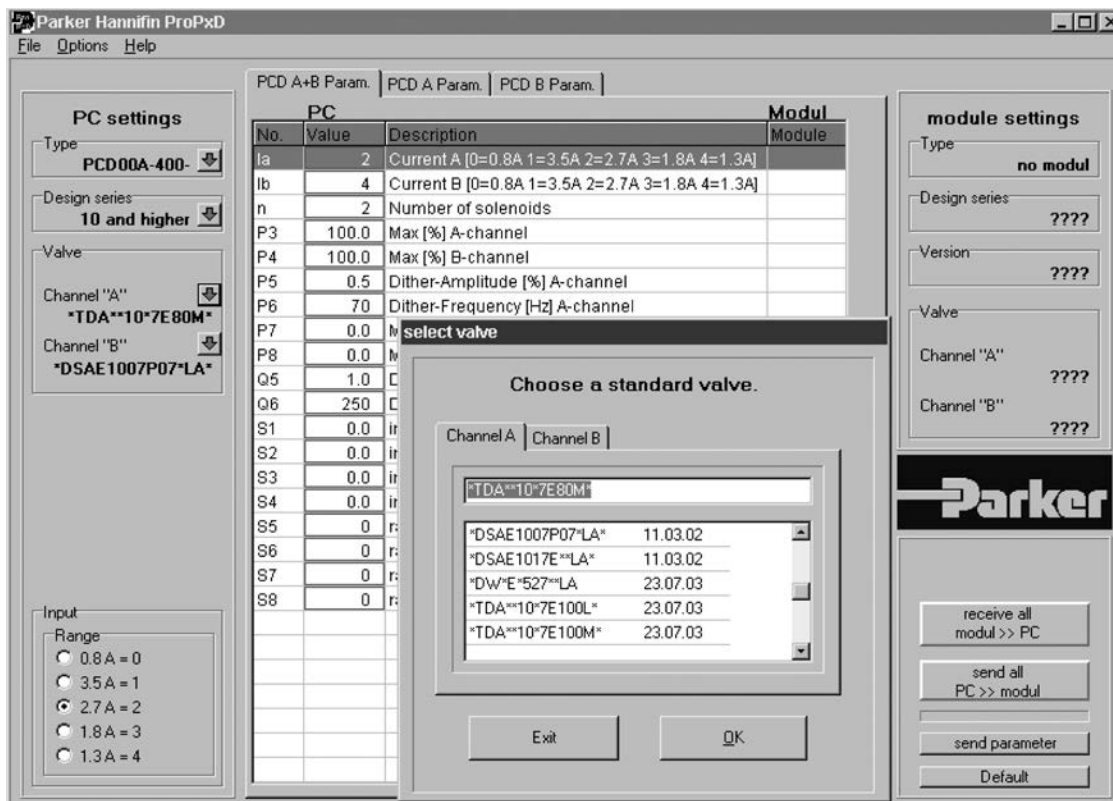 Parker Hannifin ProPxD
File Options Help
PC settings
Type
PCD00A-400-
Design series
10 and higher
Valve
Channel "A"
*TDA**10*7E80M*
Channel "B"
*DSAE1007P07*LA*
Input
Range
0.8 A = 0
3.5 A = 1
2.7 A = 2
1.8 A = 3
1.3 A = 4
PCD A+B Param. PCD A Param. PCD B Param.
PC Modul
No. Value Description Module
Ia 2 Current A [0=0.8A 1=3.5A 2=2.7A 3=1.8A 4=1.3A]
Ib 4 Current B [0=0.8A 1=3.5A 2=2.7A 3=1.8A 4=1.3A]
n 2 Number of solenoids
P3 100.0 Max [%] A-channel
P4 100.0 Max [%] B-channel
P5 0.5 Dither-Amplitude [%] A-channel
P6 70 Dither-Frequency [Hz] A-channel
P7 0.0
P8 0.0
Q5 1.0
Q6 250
S1 0.0
S2 0.0
S3 0.0
S4 0.0
S5 0
S6 0
S7 0
S8 0
select valve
Choose a standard valve.
Channel A Channel B
*TDA**10*7E80M*
*DSAE1007P07*LA* 11.03.02
*DSAE1017E**LA* 11.03.02
*DW*E*527**LA 23.07.03
*TDA**10*7E100L* 23.07.03
*TDA**10*7E100M* 23.07.03
Exit OK
module settings
Type
no modul
Design series
????
Version
????
Valve
Channel "A"
????
Channel "B"
????
Parker
receive all
modul >> PC
send all
PC >> modul
send parameter
Default